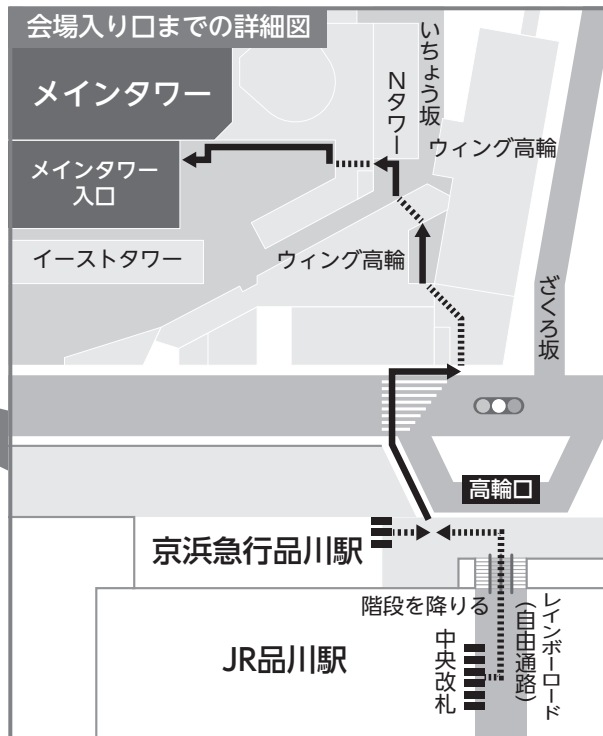 会場入り口までの詳細図
メインタワー
メインタワー
入口
イーストタワー
Nタワー
いちょう坂
ウィング高輪
ウィング高輪
ざくろ坂
高輪口
京浜急行品川駅
階段を降りる
JR品川駅
中央改札
レインボーロード
(自由通路)